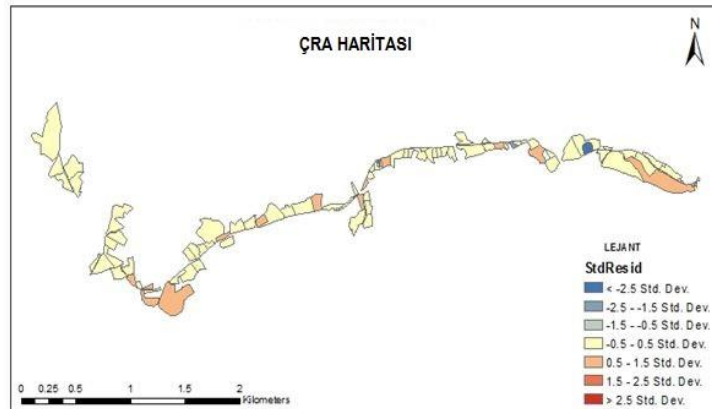 ÇRA HARİTASI
N
LEJANT
StdResid
< -2.5 Std. Dev.
-2.5 - -1.5 Std. Dev.
-1.5 - -0.5 Std. Dev.
-0.5 - 0.5 Std. Dev.
0.5 - 1.5 Std. Dev.
1.5 - 2.5 Std. Dev.
> 2.5 Std. Dev.
0 0.25 0.5 1 1.5 2
Kilometers